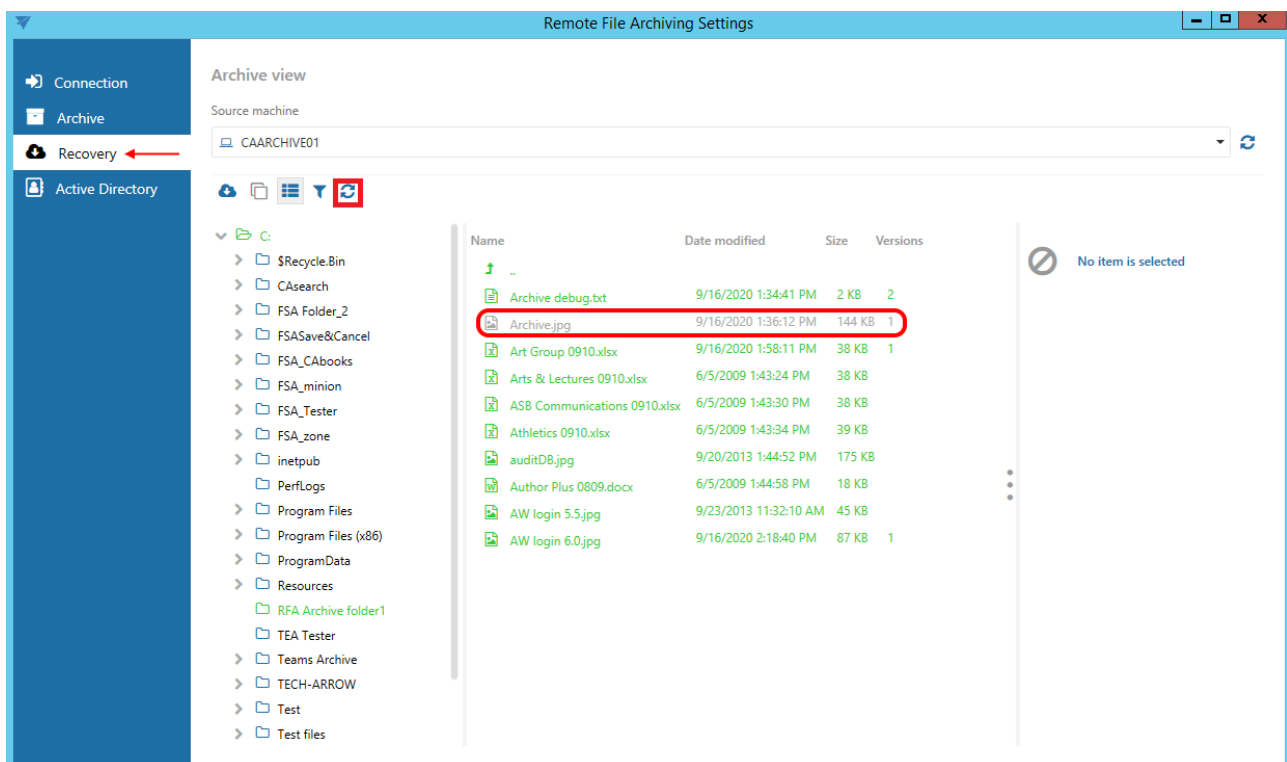 Remote File Archiving Settings
Connection
Archive
Recovery
Active Directory
Archive view
Source machine
CAARCHIVE01
C:
$Recycle.Bin
CAsearch
FSA Folder_2
FSASave&Cancel
FSA_CAbooks
FSA_minion
FSA_Tester
FSA_zone
inetpub
PerfLogs
Program Files
Program Files (x86)
ProgramData
Resources
RFA Archive folder1
TEA Tester
Teams Archive
TECH-ARROW
Test
Test files
Name Date modified Size Versions
..
Archive debug.txt 9/16/2020 1:34:41 PM 2 KB 2
Archive.jpg 9/16/2020 1:36:12 PM 144 KB 1
Art Group 0910.xlsx 9/16/2020 1:58:11 PM 38 KB 1
Arts & Lectures 0910.xlsx 6/5/2009 1:43:24 PM 38 KB
ASB Communications 0910.xlsx 6/5/2009 1:43:30 PM 38 KB
Athletics 0910.xlsx 6/5/2009 1:43:34 PM 39 KB
auditDB.jpg 9/20/2013 1:44:52 PM 175 KB
Author Plus 0809.docx 6/5/2009 1:44:58 PM 18 KB
AW login 5.5.jpg 9/23/2013 11:32:10 AM 45 KB
AW login 6.0.jpg 9/16/2020 2:18:40 PM 87 KB 1
No item is selected